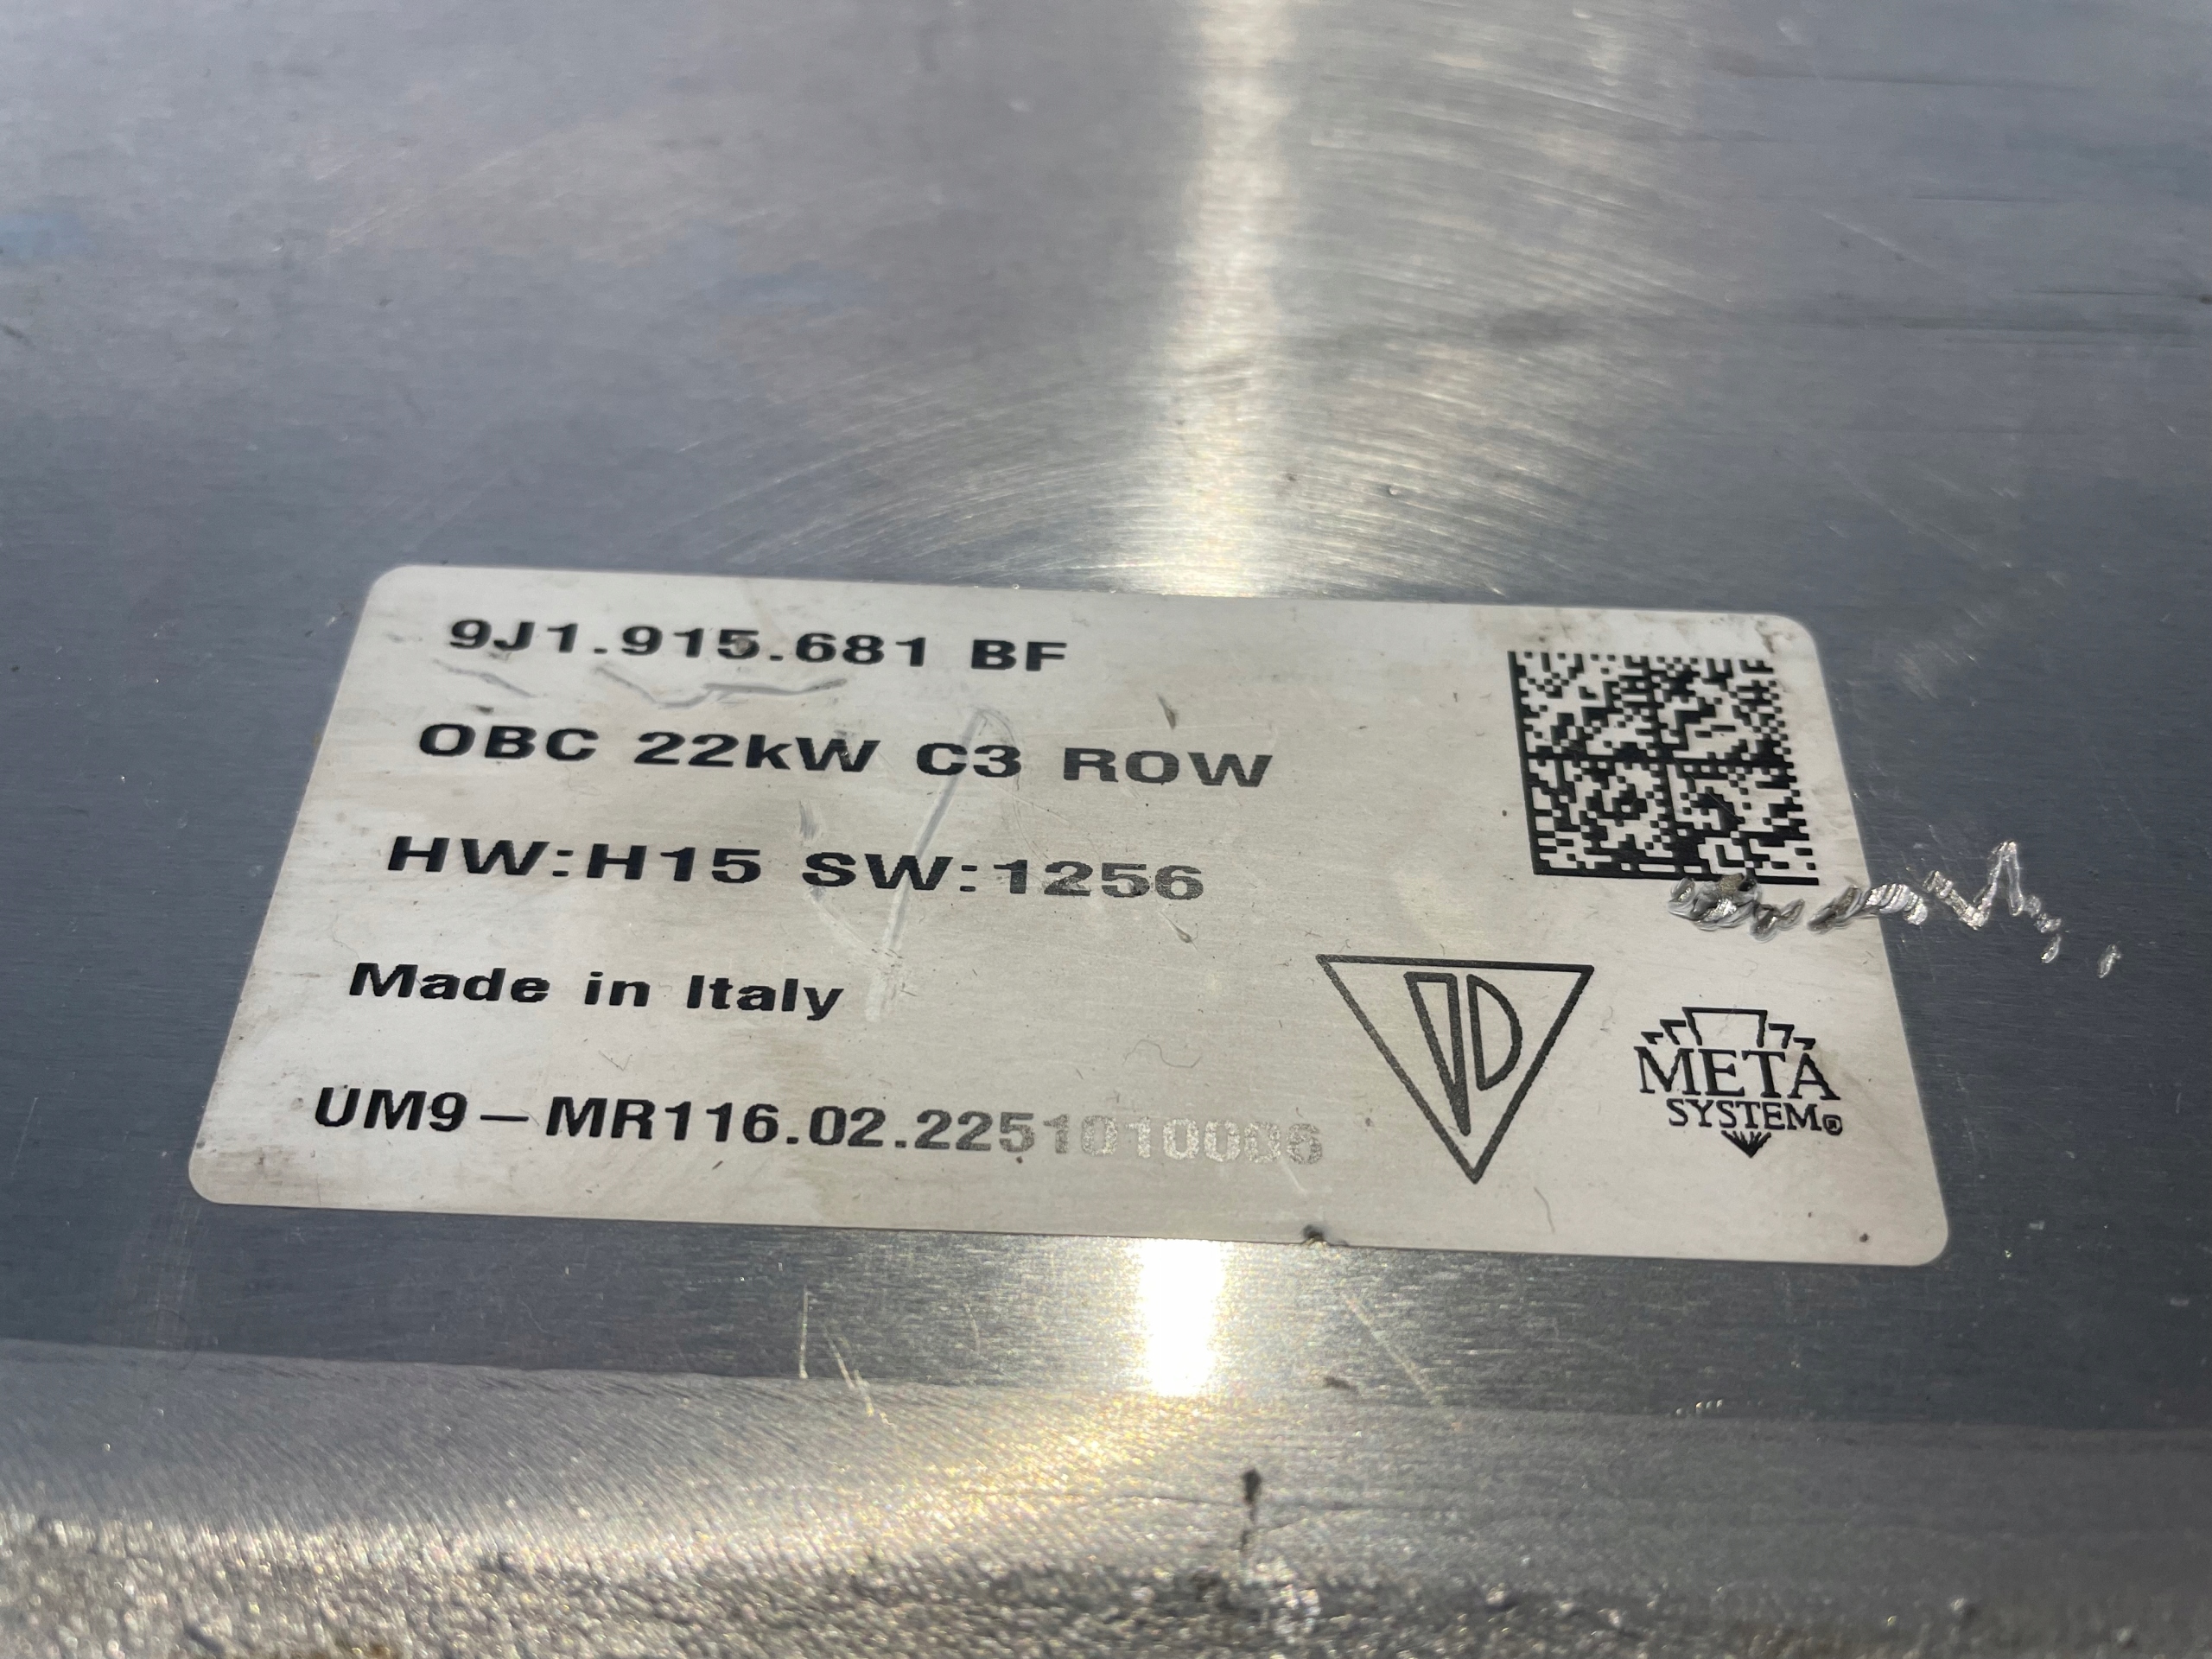 9J1.915.681 BF
OBC 22kW C3 ROW
HW:H15 SW:1256
Made in Italy
UM9-MR116.02.2251010006
META
SYSTEM®